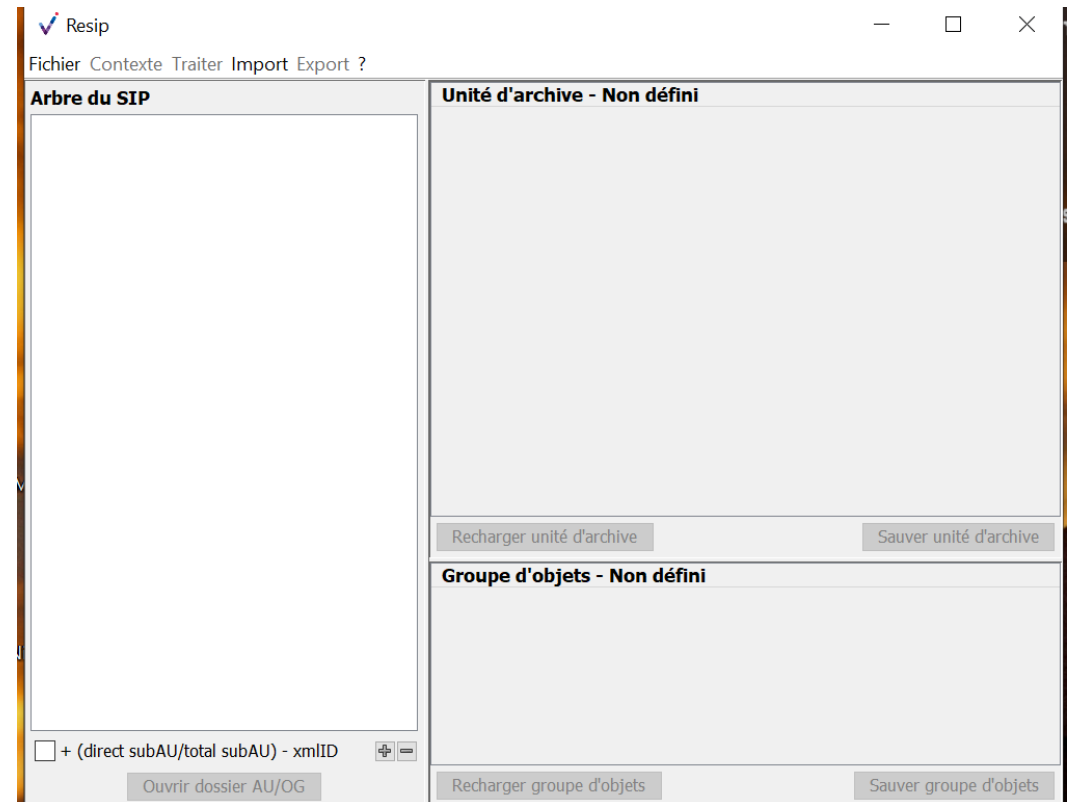 Resip
Fichier Contexte Traiter Import Export ?
Arbre du SIP
Unité d'archive - Non défini
Recharger unité d'archive
Sauver unité d'archive
Groupe d'objets - Non défini
+ (direct subAU/total subAU) - xmlID
Ouvrir dossier AU/OG
Recharger groupe d'objets
Sauver groupe d'objets